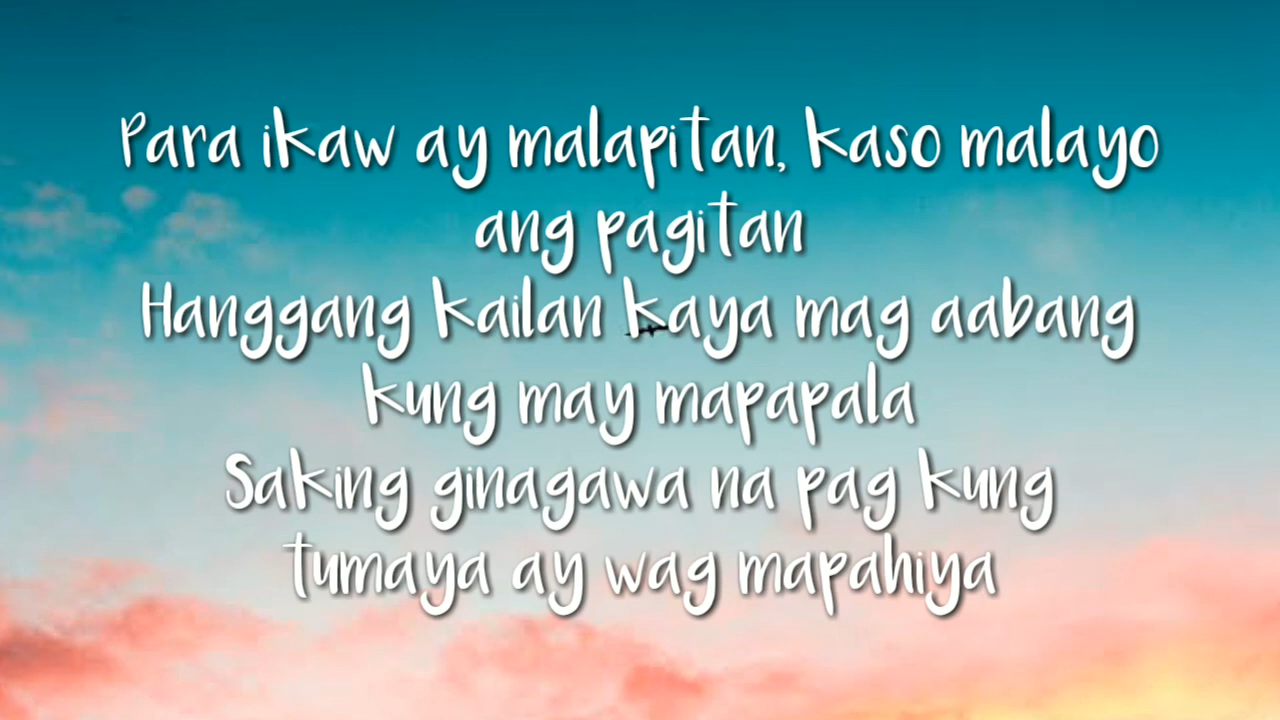 Para ikaw ay malapitan, kaso malayo
ang pagitan
Hanggang kailan kaya mag aabang
kung may mapapala
Saking ginagawa na pag kung
tumaya ay wag mapahiya